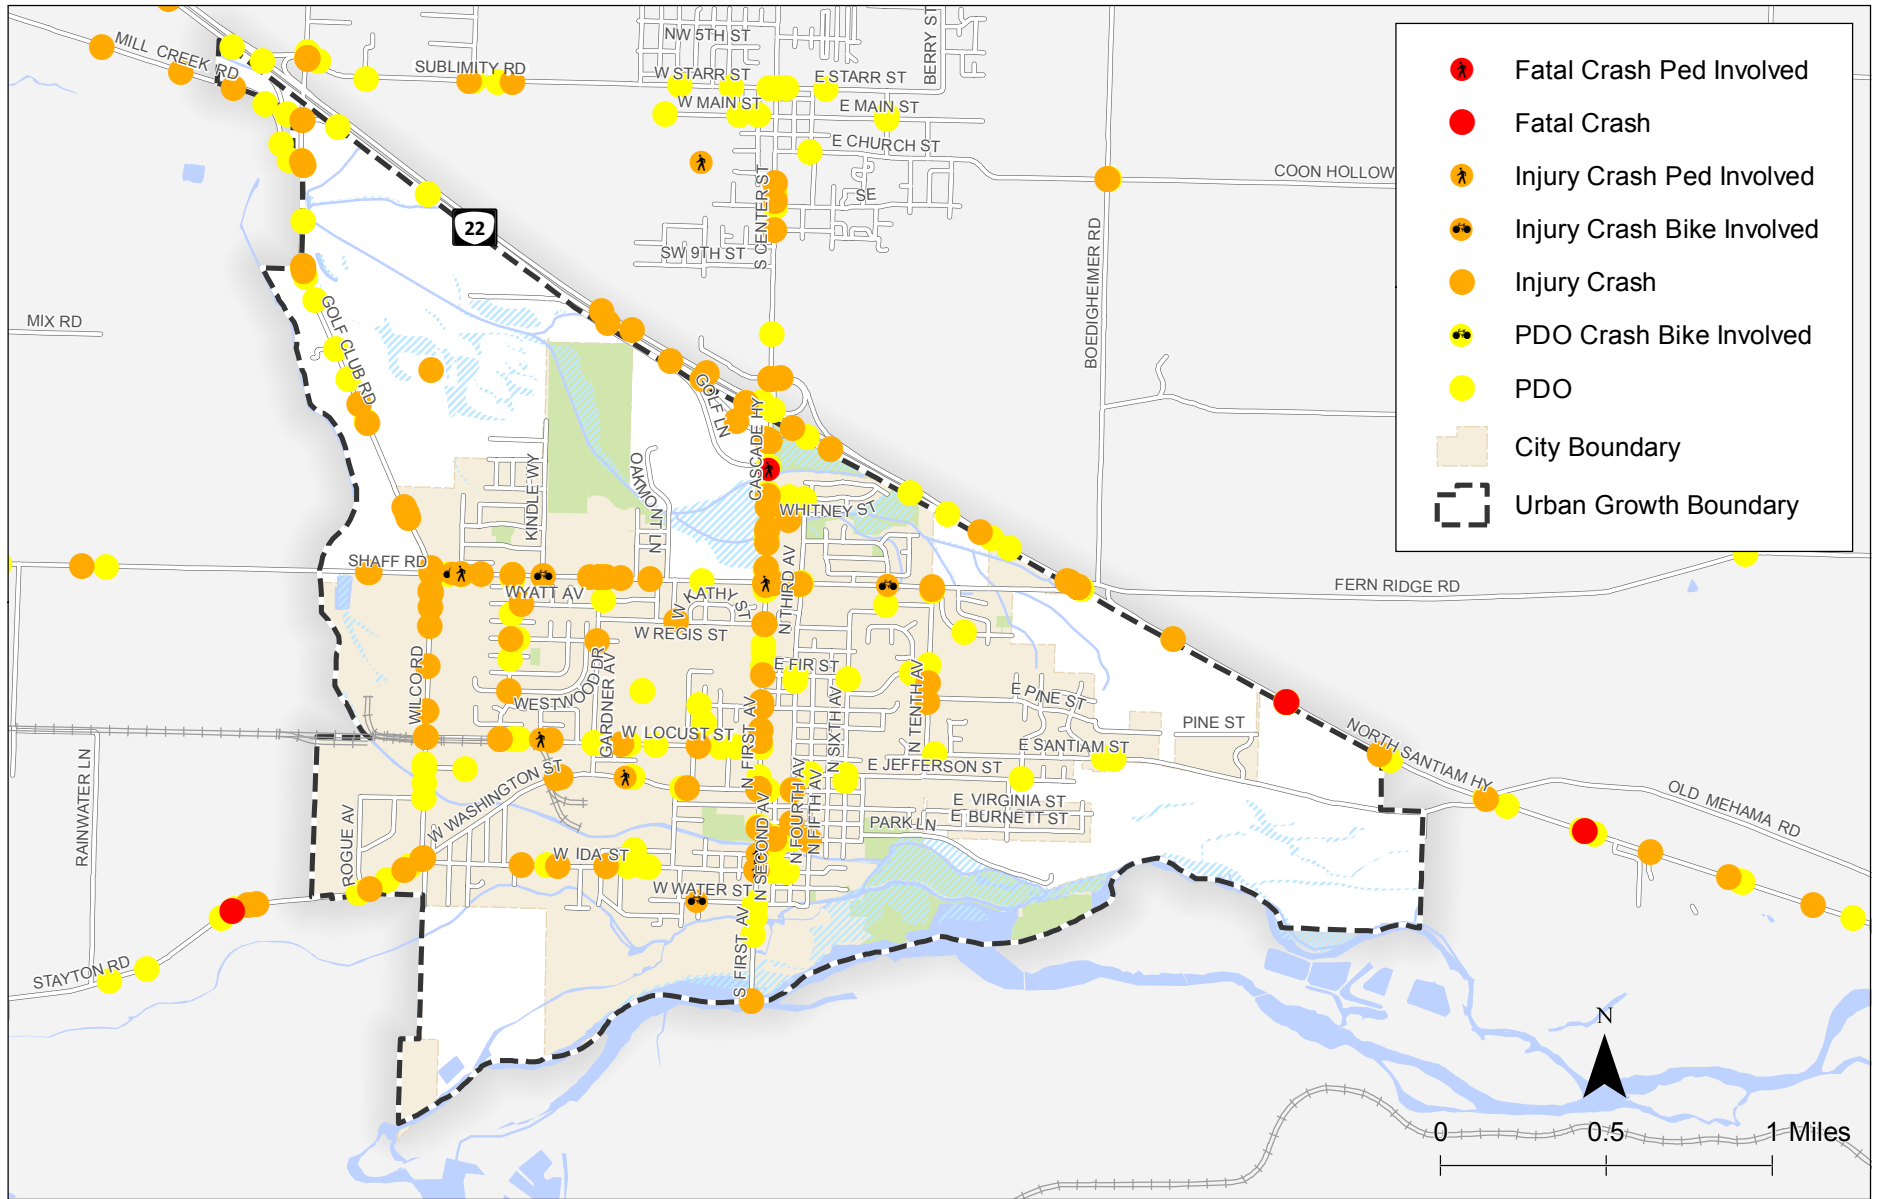 NW 5TH ST
BERRY ST
MILL CREEK RD
SUBLIMITY RD
W STARR ST
E STARR ST
W MAIN ST
E MAIN ST
E CHURCH ST
COON HOLLOW
SE
S CENTER ST
22
SW 9TH ST
BOEDIGHEIMER RD
MIX RD
GOLF CLUB RD
GOLF LN
CASCADE HY
KINDLE WY
OAKMONT LN
WHITNEY ST
SHAFF RD
WYATT AV
W KATHY ST
N THIRD AV
FERN RIDGE RD
W REGIS ST
WILCO RD
WESTWOOD DR
GARDNER AV
E FIR ST
N SIXTH AV
N TENTH AV
E PINE ST
PINE ST
W LOCUST ST
N FIRST AV
E SANTIAM ST
NORTH SANTIAM HY
E JEFFERSON ST
RAINWATER LN
W WASHINGTON ST
ROGUE AV
N SECOND AV
N FOURTH AV
N FIFTH AV
E VIRGINIA ST
E BURNETT ST
PARK LN
OLD MEHAMA RD
W IDA ST
W WATER ST
S FIRST AV
STAYTON RD
Fatal Crash Ped Involved
Fatal Crash
Injury Crash Ped Involved
Injury Crash Bike Involved
Injury Crash
PDO Crash Bike Involved
PDO
City Boundary
Urban Growth Boundary
N
0 0.5 1 Miles